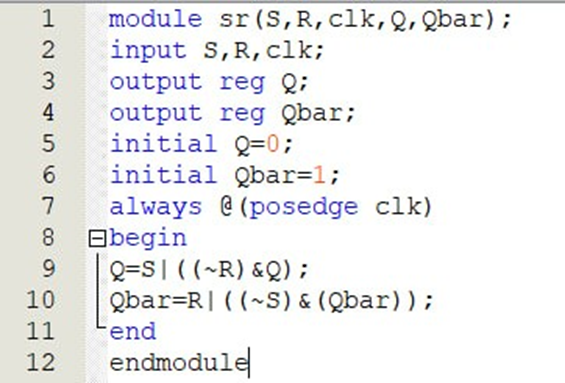 1 module sr(S,R,clk,Q,Qbar);
2 input S,R,clk;
3 output reg Q;
4 output reg Qbar;
5 initial Q=0;
6 initial Qbar=1;
7 always @(posedge clk)
8 begin
9 Q=S|((~R)&Q);
10 Qbar=R|((~S)&(Qbar));
11 end
12 endmodule